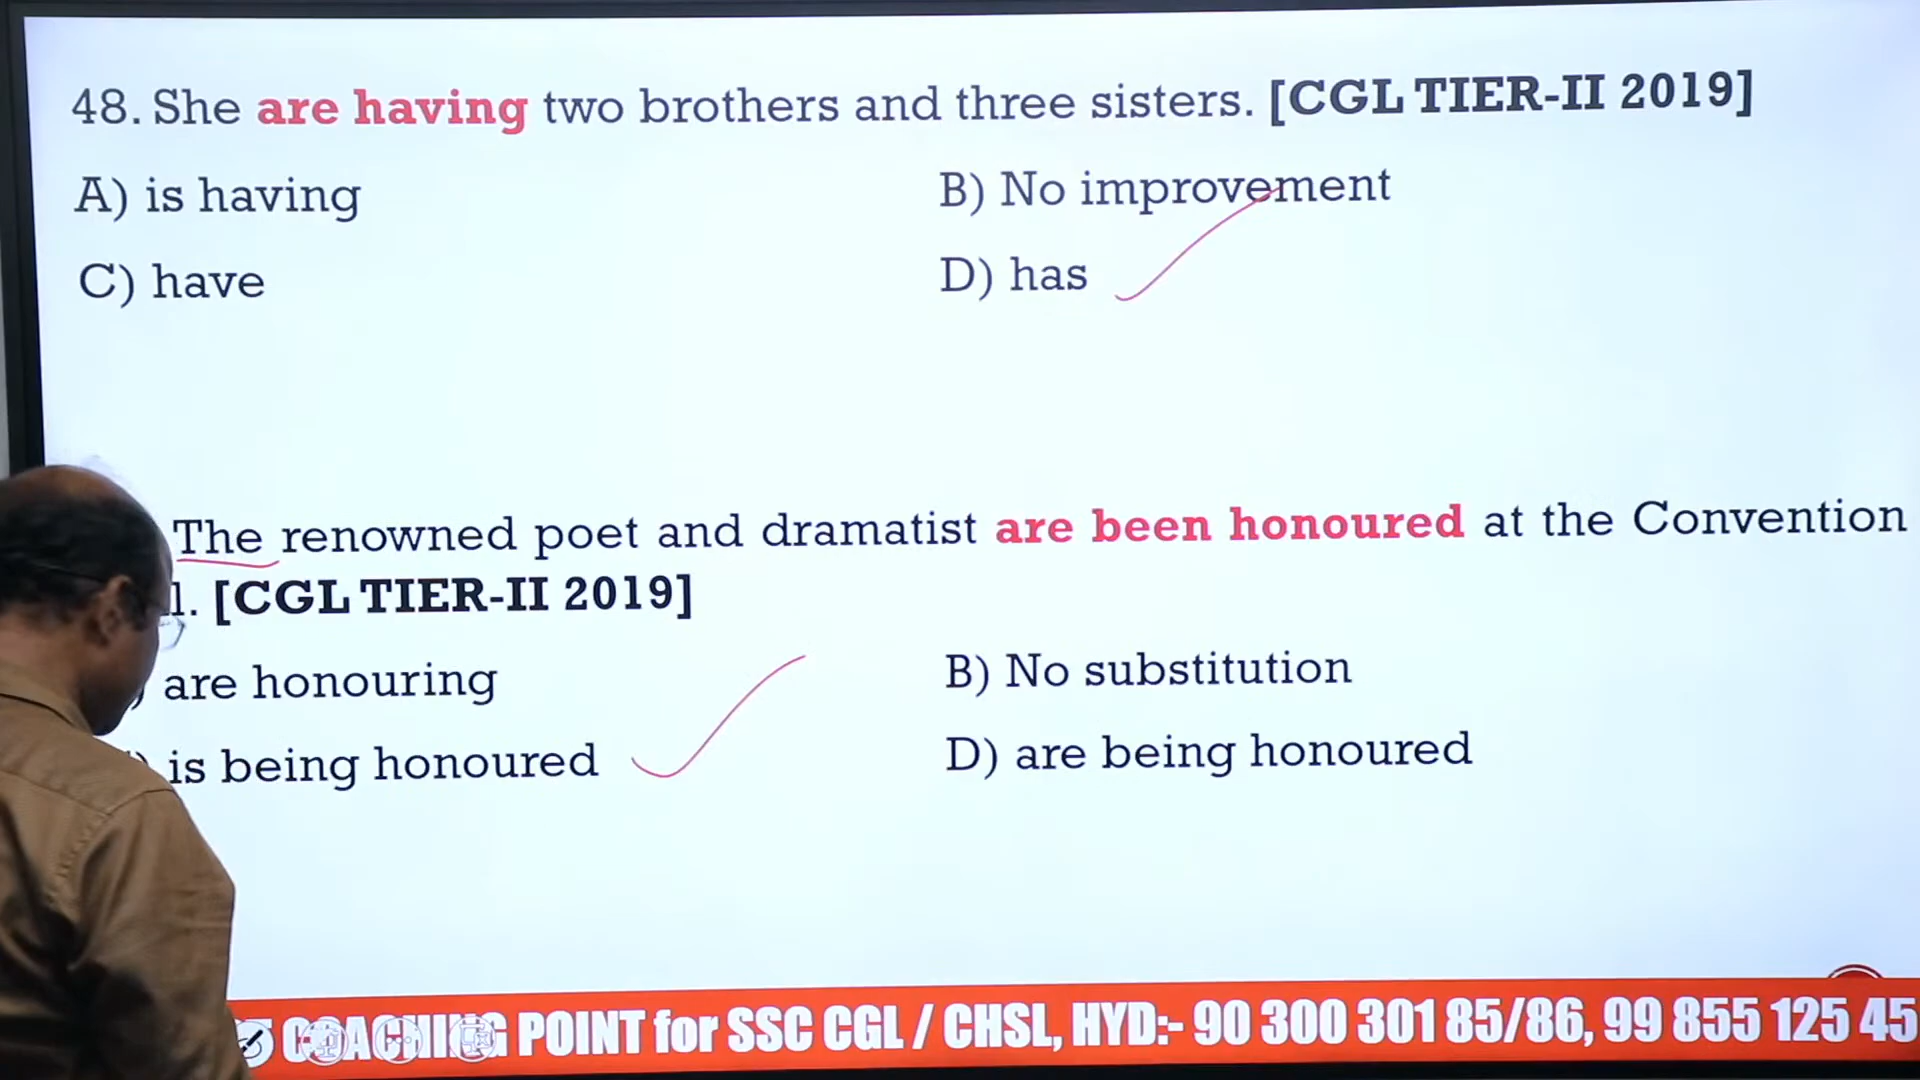 48. She are having two brothers and three sisters. [CGL TIER-II 2019]
A) is having B) No improvement
C) have D) has
The renowned poet and dramatist are been honoured at the Convention
l. [CGL TIER-II 2019]
) are honouring B) No substitution
) is being honoured D) are being honoured
COACHING POINT for SSC CGL / CHSL, HYD:- 90 300 301 85/86, 99 855 125 45